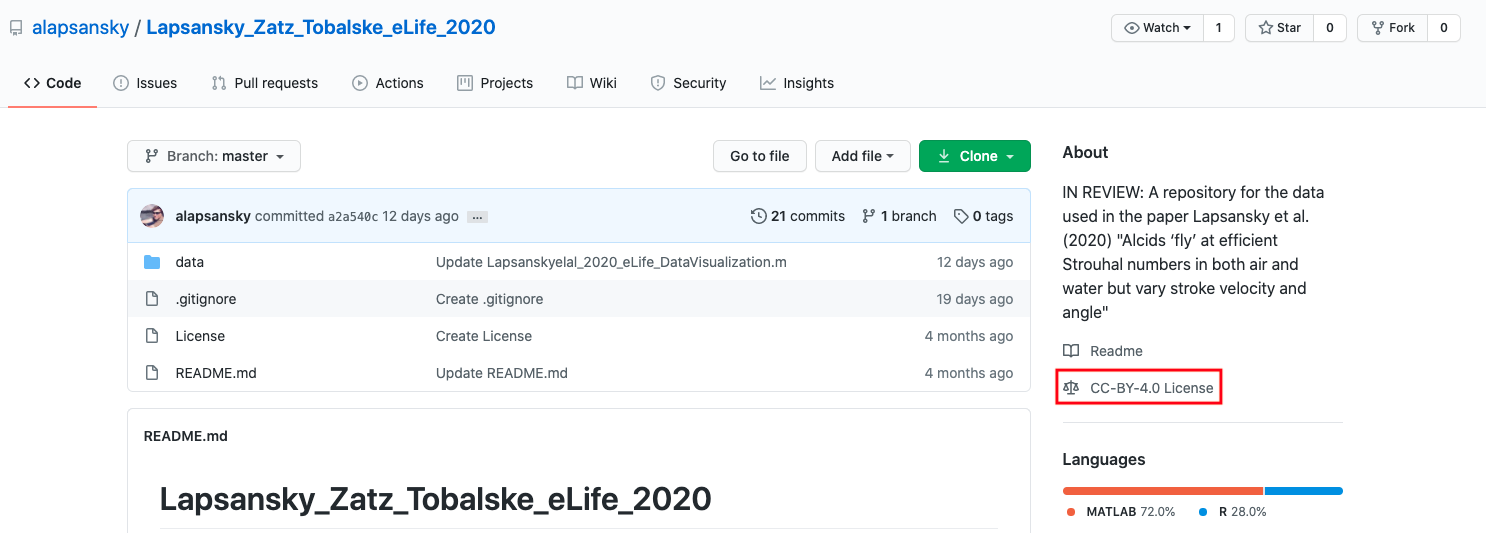 alapsansky / Lapsansky_Zatz_Tobalske_eLife_2020
Watch 1 Star 0 Fork 0
Code Issues Pull requests Actions Projects Wiki Security Insights
Branch: master Go to file Add file Clone
alapsansky committed a2a540c 12 days ago ... 21 commits 1 branch 0 tags
data Update Lapsanskyelal_2020_eLife_DataVisualization.m 12 days ago
.gitignore Create .gitignore 19 days ago
License Create License 4 months ago
README.md Update README.md 4 months ago
README.md
Lapsansky_Zatz_Tobalske_eLife_2020
About
IN REVIEW: A repository for the data
used in the paper Lapsansky et al.
(2020) "Alcids ‘fly’ at efficient
Strouhal numbers in both air and
water but vary stroke velocity and
angle"
Readme
CC-BY-4.0 License
Languages
MATLAB 72.0% R 28.0%